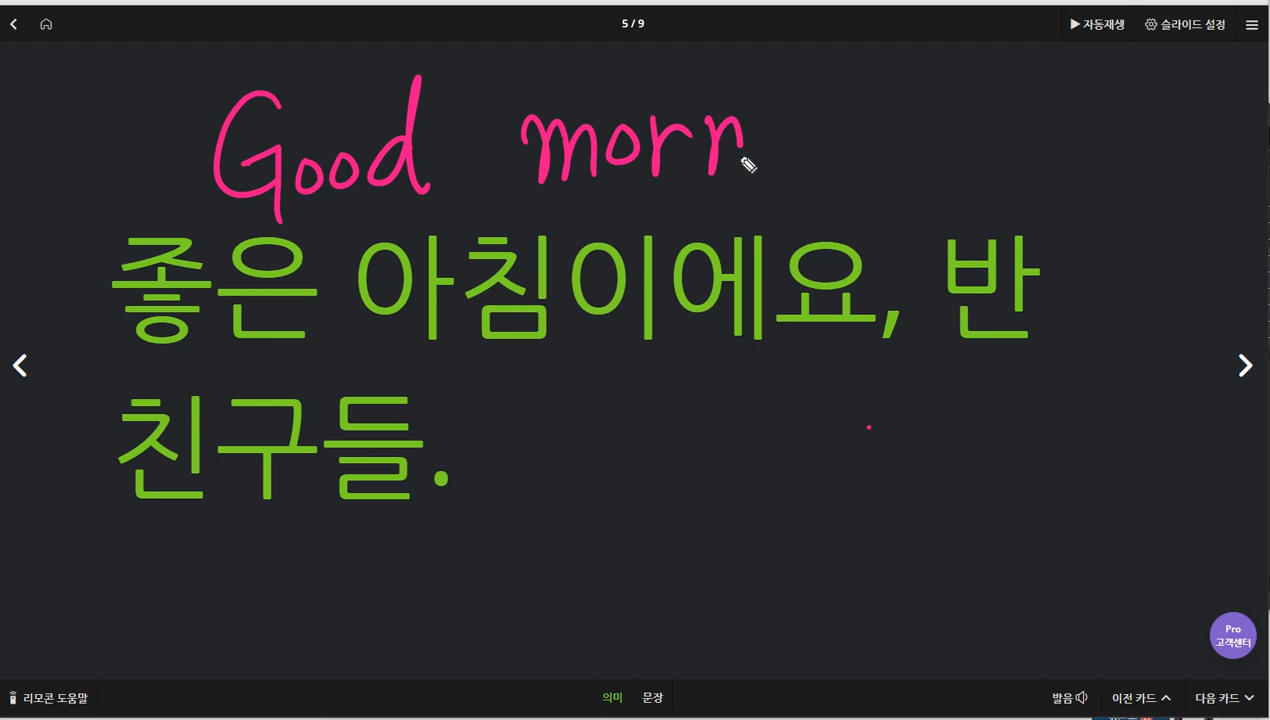 5 / 9
자동재생
슬라이드 설정
Good morn
좋은 아침이에요, 반
친구들.
Pro
고객센터
리모콘 도움말
의미
문장
발음
이전 카드
다음 카드